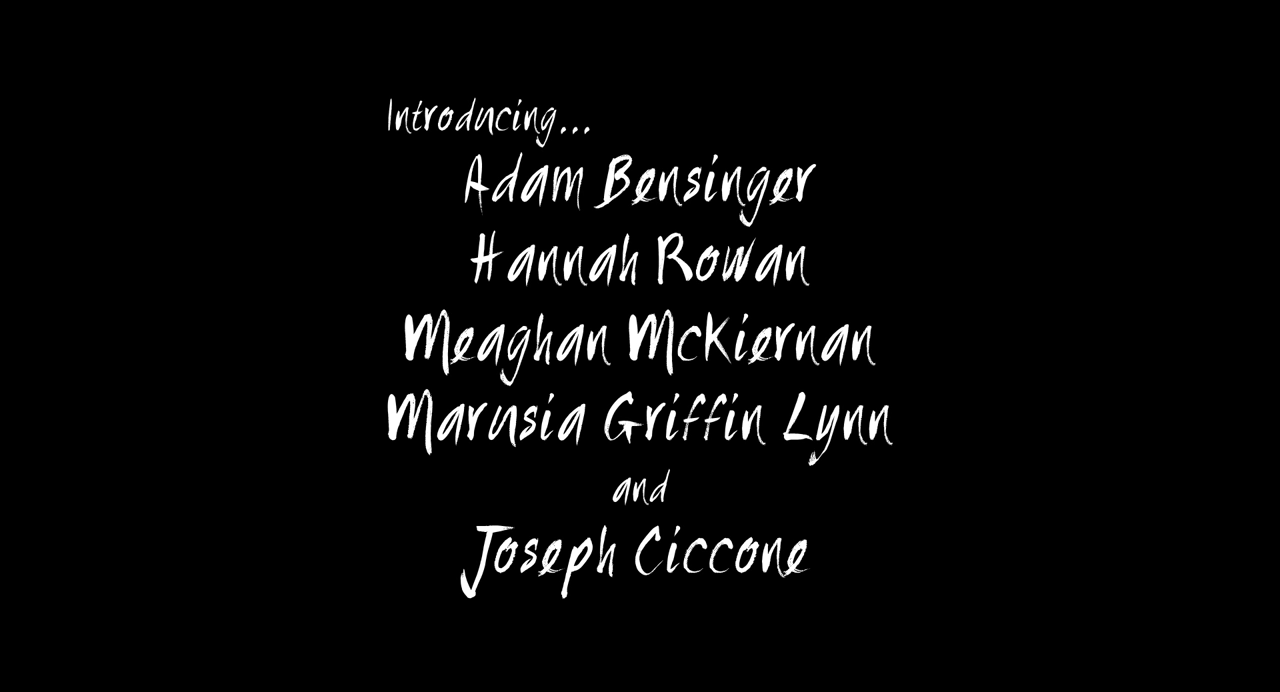 Introducing...
Adam Bensinger
Hannah Rowan
Meaghan McKiernan
Marusia Griffin Lynn
and
Joseph Ciccone